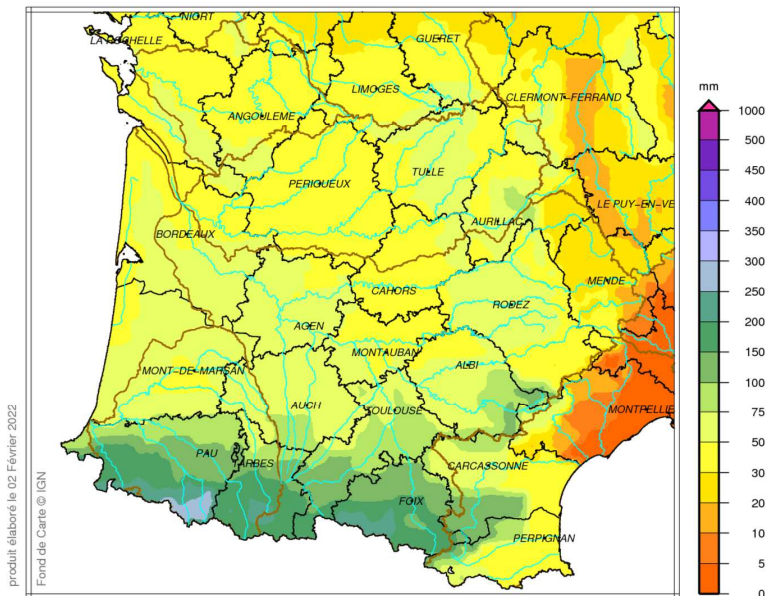 NIORT
LA ROCHELLE
GUERET
LIMOGES
CLERMONT-FERRAND
ANGOULEME
TULLE
PERIGUEUX
LE PUY-EN-VE
AURILLAC
BORDEAUX
MENDE
CAHORS
RODEZ
AGEN
MONTAUBAN
ALBI
MONT-DE-MARSAN
AUCH
TOULOUSE
MONTPELLIE
PAU
TARBES
CARCASSONNE
FOIX
PERPIGNAN
mm
1000
500
450
400
350
300
250
200
150
100
75
50
30
20
10
5
0
produit élaboré le 02 Février 2022
Fond de Carte © IGN